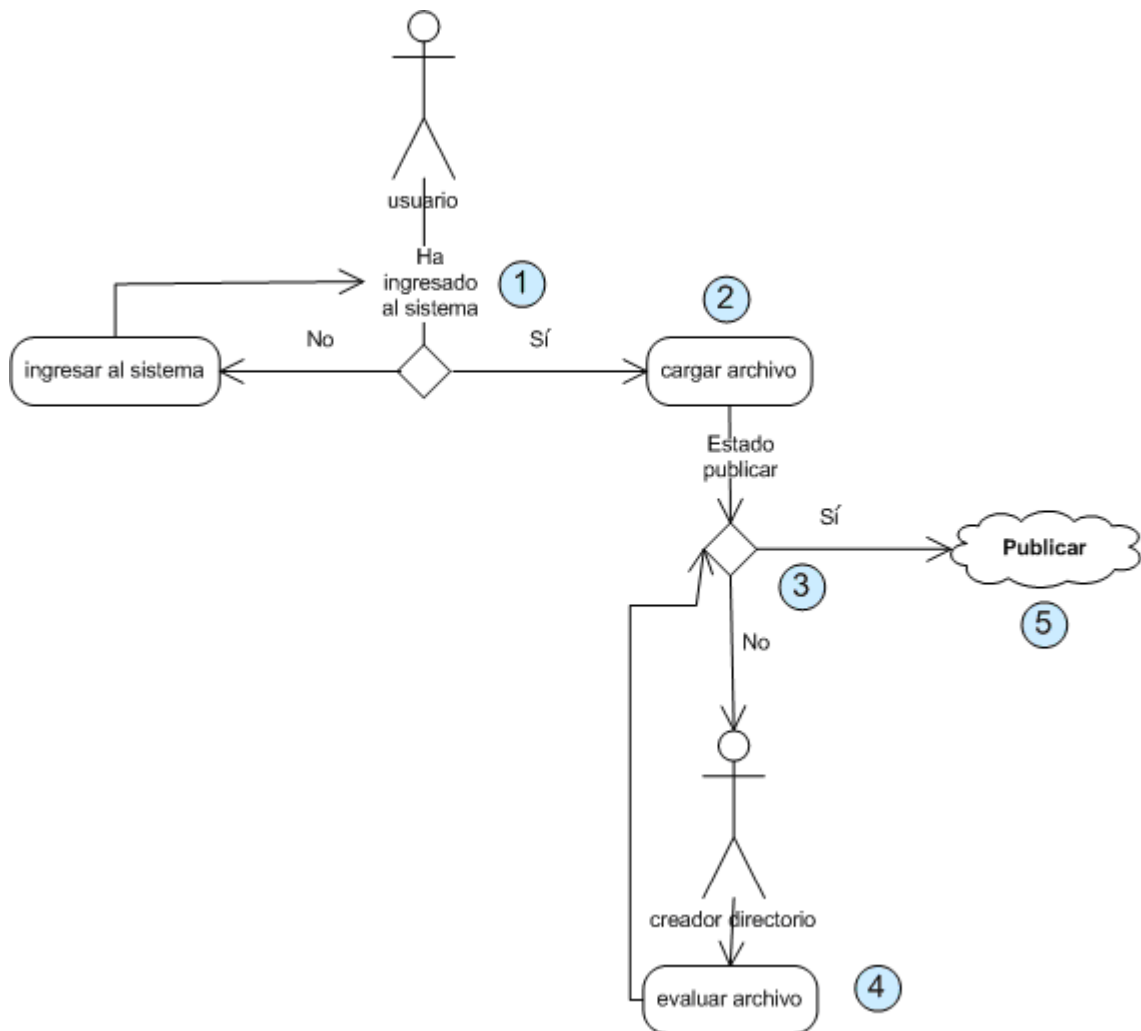 usuario
Ha
ingresado
al sistema
1
2
No
Sí
ingresar al sistema
cargar archivo
Estado
publicar
Sí
Publicar
3
5
No
creador directorio
evaluar archivo
4